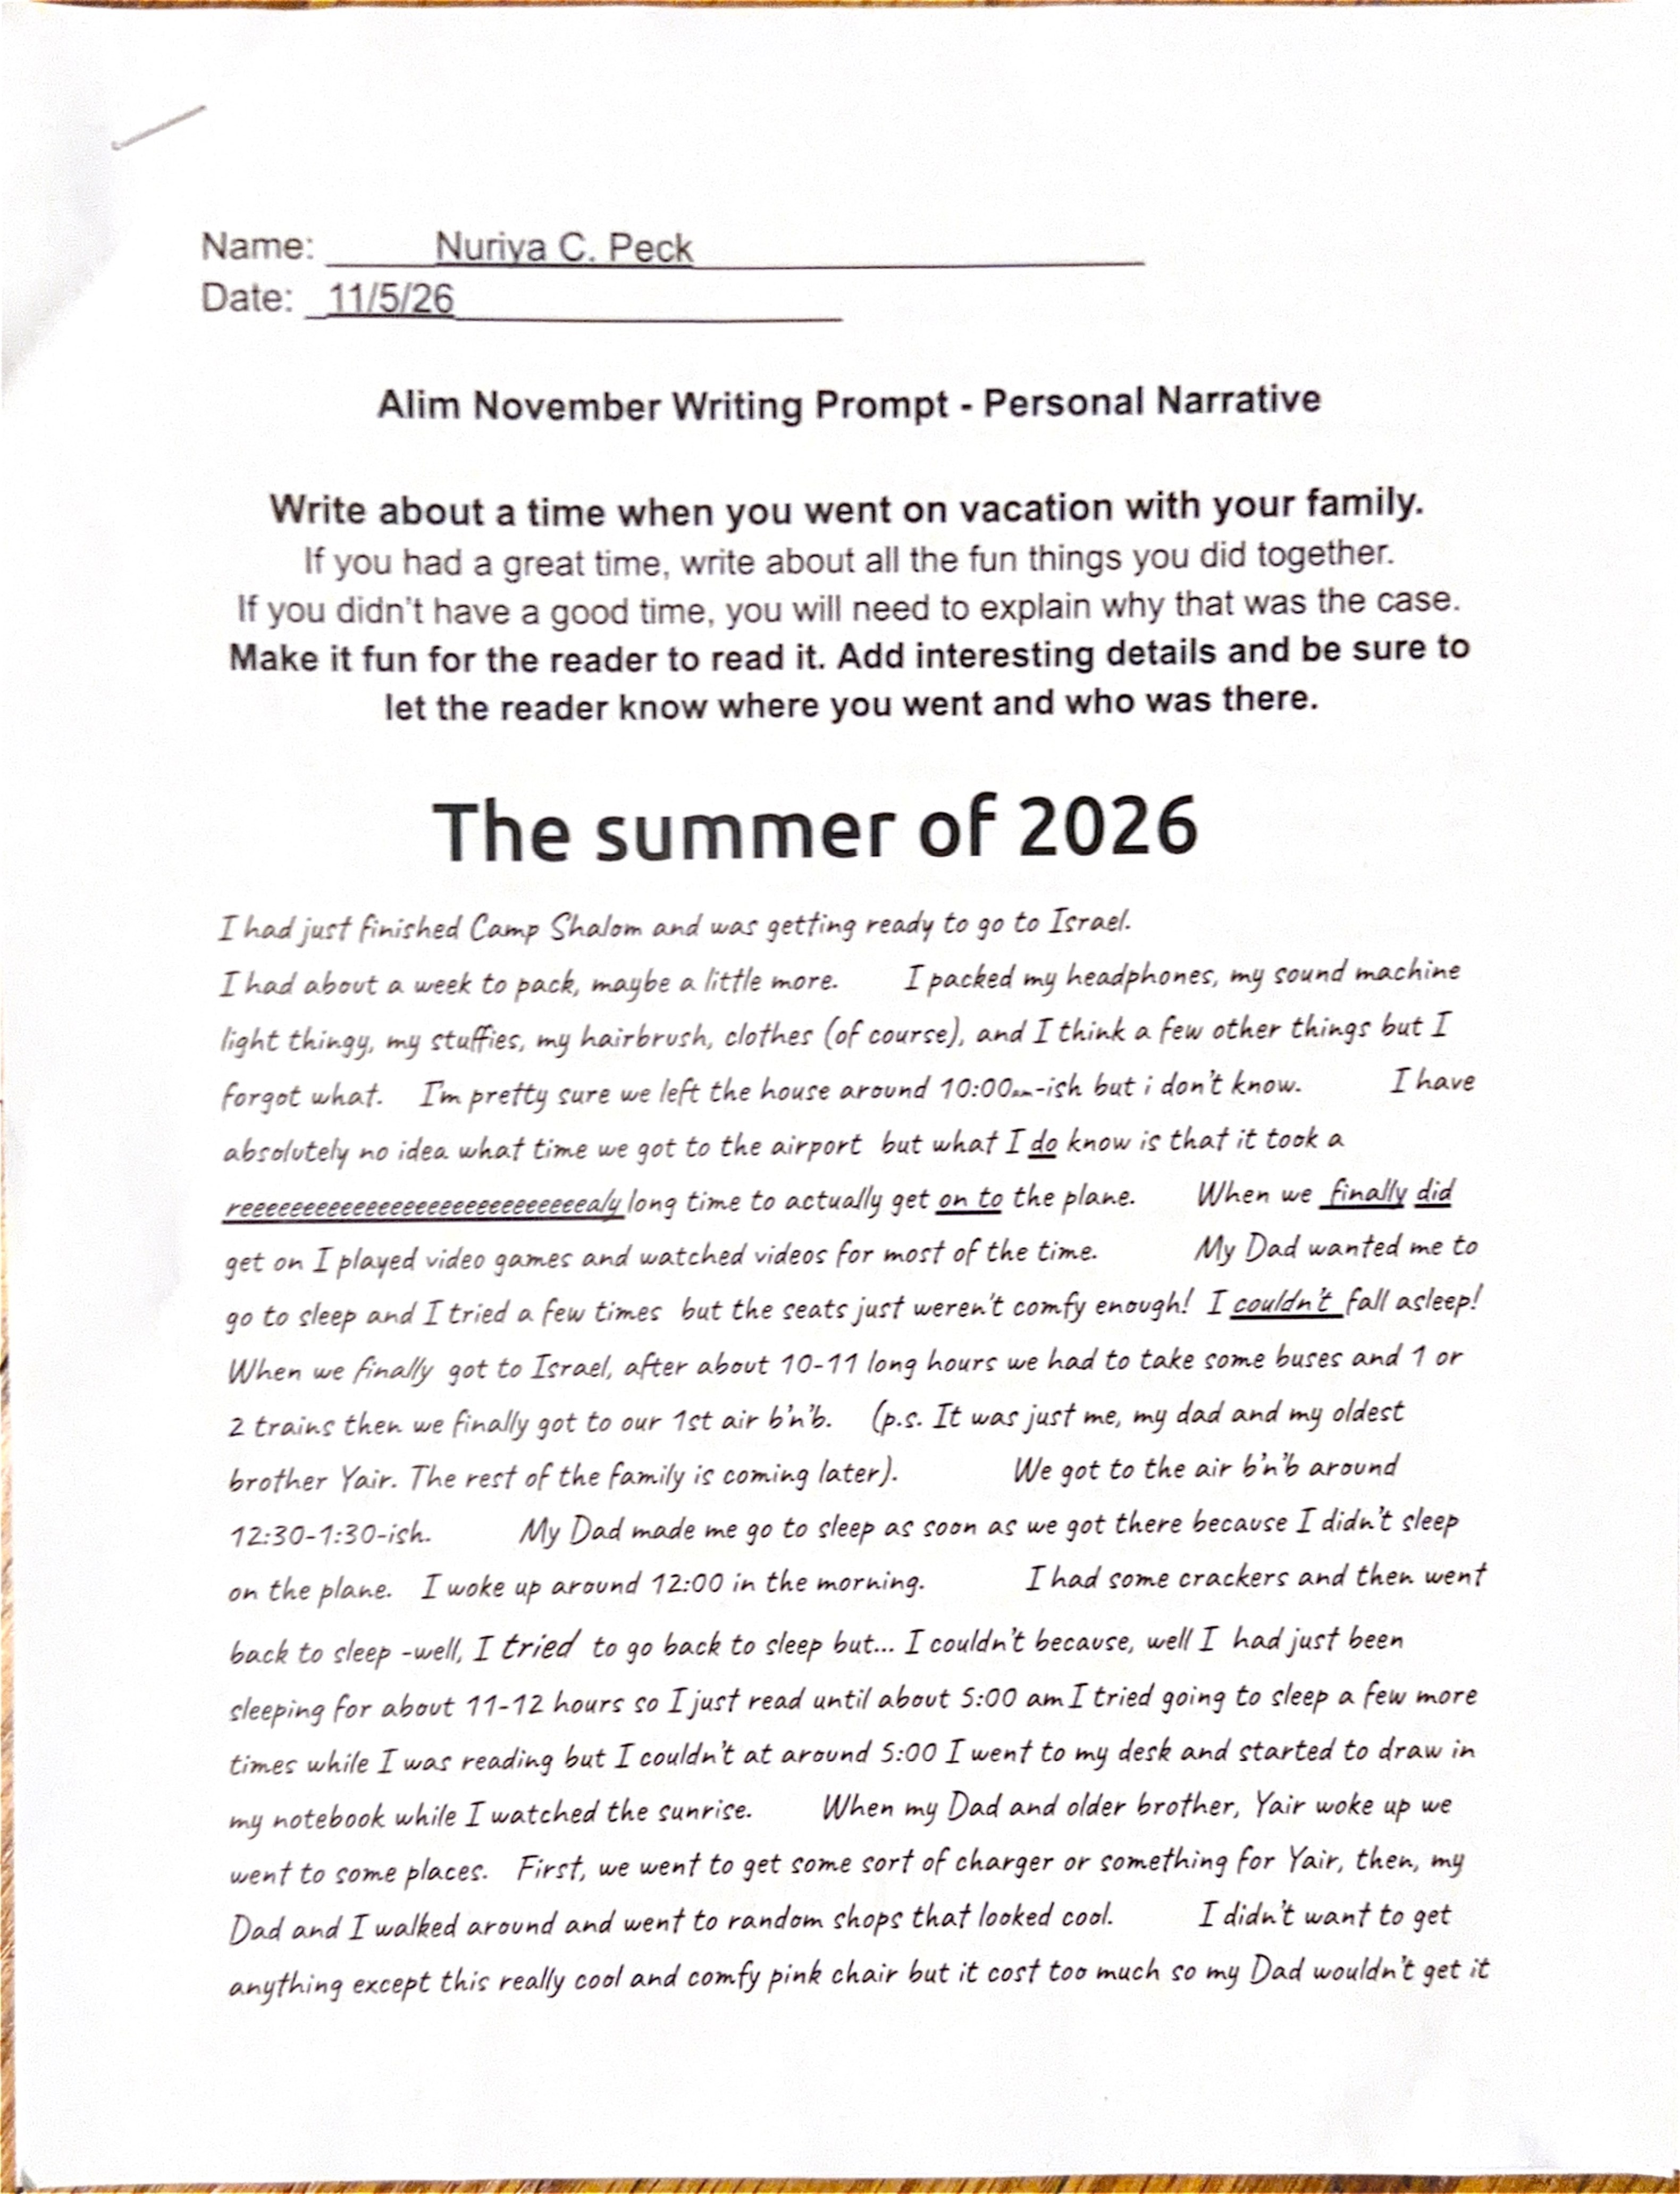 Name: Nuriya C. Peck
Date: 11/5/26
Alim November Writing Prompt - Personal Narrative
Write about a time when you went on vacation with your family.
If you had a great time, write about all the fun things you did together.
If you didn't have a good time, you will need to explain why that was the case.
Make it fun for the reader to read it. Add interesting details and be sure to
let the reader know where you went and who was there.
The summer of 2026
I had just finished Camp Shalom and was getting ready to go to Israel.
I had about a week to pack, maybe a little more. I packed my headphones, my sound machine
light thingy, my stuffies, my hairbrush, clothes (of course), and I think a few other things but I
forgot what. I'm pretty sure we left the house around 10:00am-ish but i don't know. I have
absolutely no idea what time we got to the airport but what I do know is that it took a
reeeeeeeeeeeeeeeeeeeeeeeeeeeealy long time to actually get on to the plane. When we finally did
get on I played video games and watched videos for most of the time. My Dad wanted me to
go to sleep and I tried a few times but the seats just weren't comfy enough! I couldn't fall asleep!
When we finally got to Israel, after about 10-11 long hours we had to take some buses and 1 or
2 trains then we finally got to our 1st air b'n'b. (p.s. It was just me, my dad and my oldest
brother Yair. The rest of the family is coming later). We got to the air b'n'b around
12:30-1:30-ish. My Dad made me go to sleep as soon as we got there because I didn't sleep
on the plane. I woke up around 12:00 in the morning. I had some crackers and then went
back to sleep -well, I tried to go back to sleep but... I couldn't because, well I had just been
sleeping for about 11-12 hours so I just read until about 5:00 am I tried going to sleep a few more
times while I was reading but I couldn't at around 5:00 I went to my desk and started to draw in
my notebook while I watched the sunrise. When my Dad and older brother, Yair woke up we
went to some places. First, we went to get some sort of charger or something for Yair, then, my
Dad and I walked around and went to random shops that looked cool. I didn't want to get
anything except this really cool and comfy pink chair but it cost too much so my Dad wouldn't get it